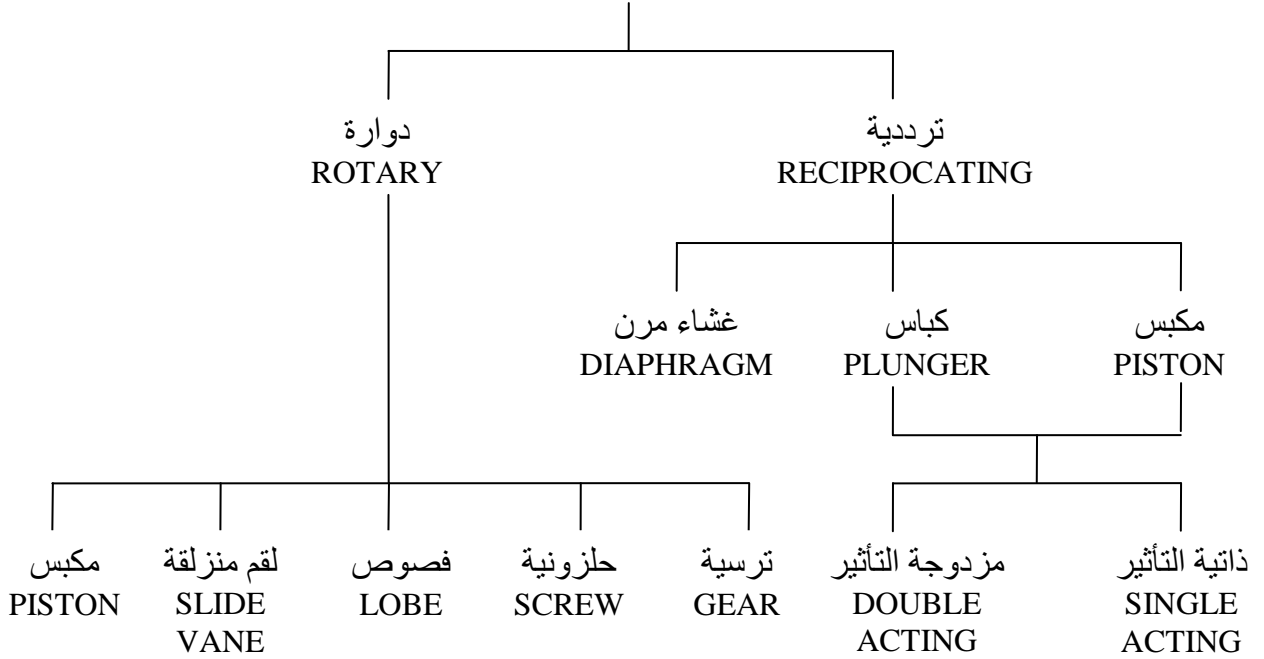 دوارة
ROTARY
ترددية
RECIPROCATING
غشاء مرن
DIAPHRAGM
كباس
PLUNGER
مكبس
PISTON
مكبس
PISTON
لقم منزلقة
SLIDE
VANE
فصوص
LOBE
حلزونية
SCREW
ترسية
GEAR
مزدوجة التأثير
DOUBLE
ACTING
ذاتية التأثير
SINGLE
ACTING